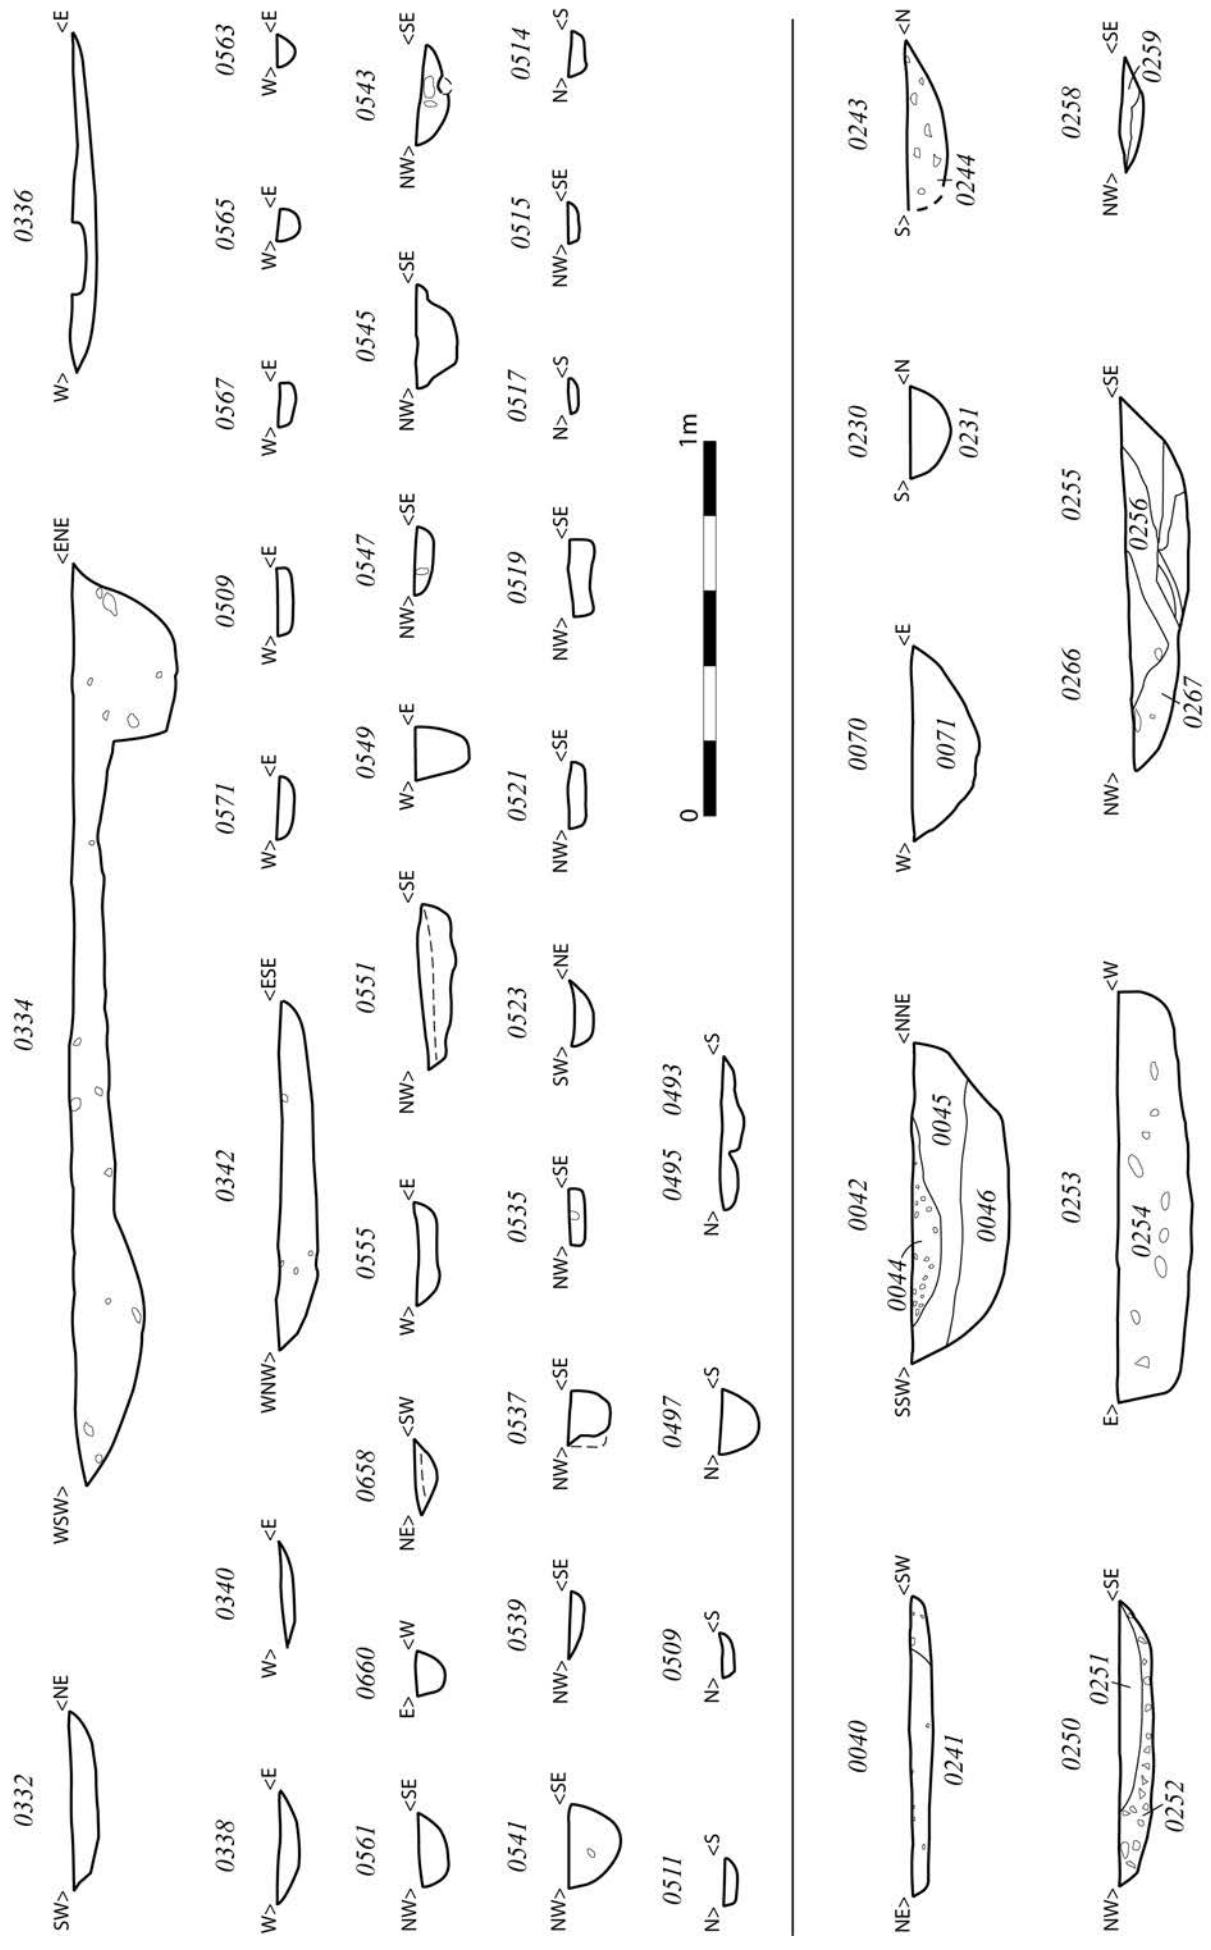 0332 0334 0336
SW> <NE WSW> <ENE W> <E
0338 0340 0342 0571 0509 0567 0565 0563
W> <E W> <E WNW> <ESE W> <E W> <E W> <E W> <E W> <E
0561 0660 0658 0555 0551 0549 0547 0545 0543
NW> <SE E> <W NE> <SW W> <E NW> <SE W> <E NW> <SE NW> <SE NW> <SE
0541 0539 0537 0535 0523 0521 0519 0517 0515 0514
NW> <SE NW> <SE NW> <SE NW> <SE SW> <NE NW> <SE NW> <SE N> <S NW> <SE N> <S
0511 0509 0497 0495 0493
0 1m
N> <S N> <S N> <S N> <S
0040 0042 0070 0230 0243
NE> <SW SSW> <NNE W> <E S> <N S> <N
0044 0045 0071
0241 0046 0231 0244
0250 0253 0266 0255 0258
NW> <SE E> <W NW> <SE NW> <SE
0251 0254 0256 0259
0252 0267